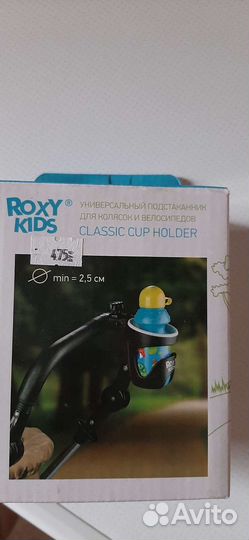 ROXY®
KIDS
УНИВЕРСАЛЬНЫЙ ПОДСТАКАННИК
ДЛЯ КОЛЯСОК И ВЕЛОСИПЕДОВ
CLASSIC CUP HOLDER
475
min = 2,5 см
Avito